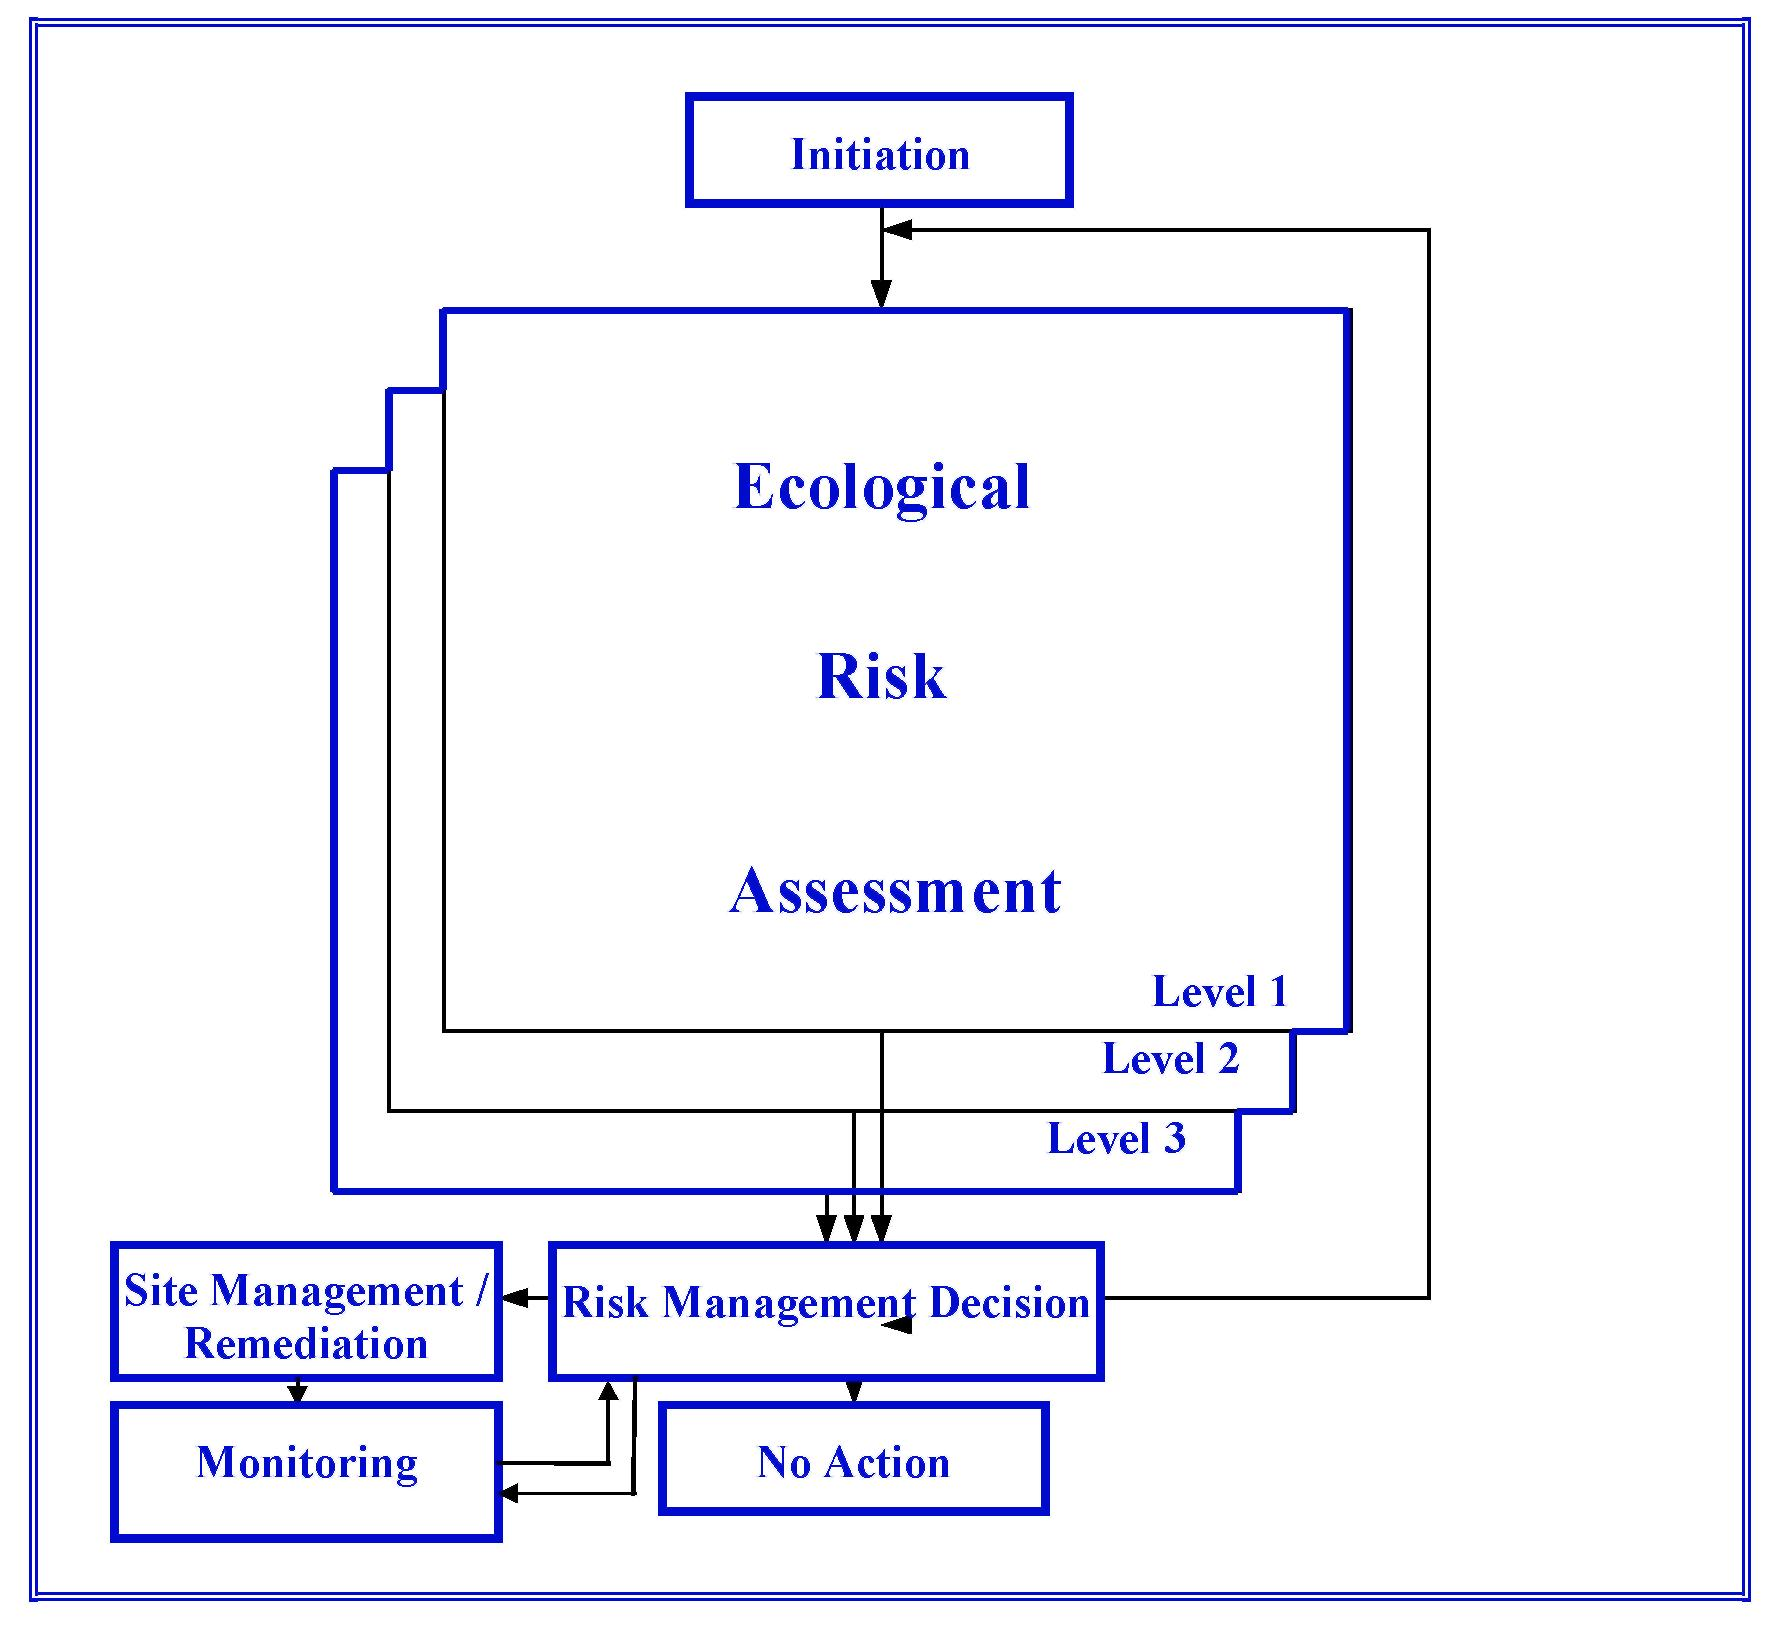 Initiation
Ecological
Risk
Assessment
Level 1
Level 2
Level 3
Site Management /
Remediation
Risk Management Decision
Monitoring
No Action